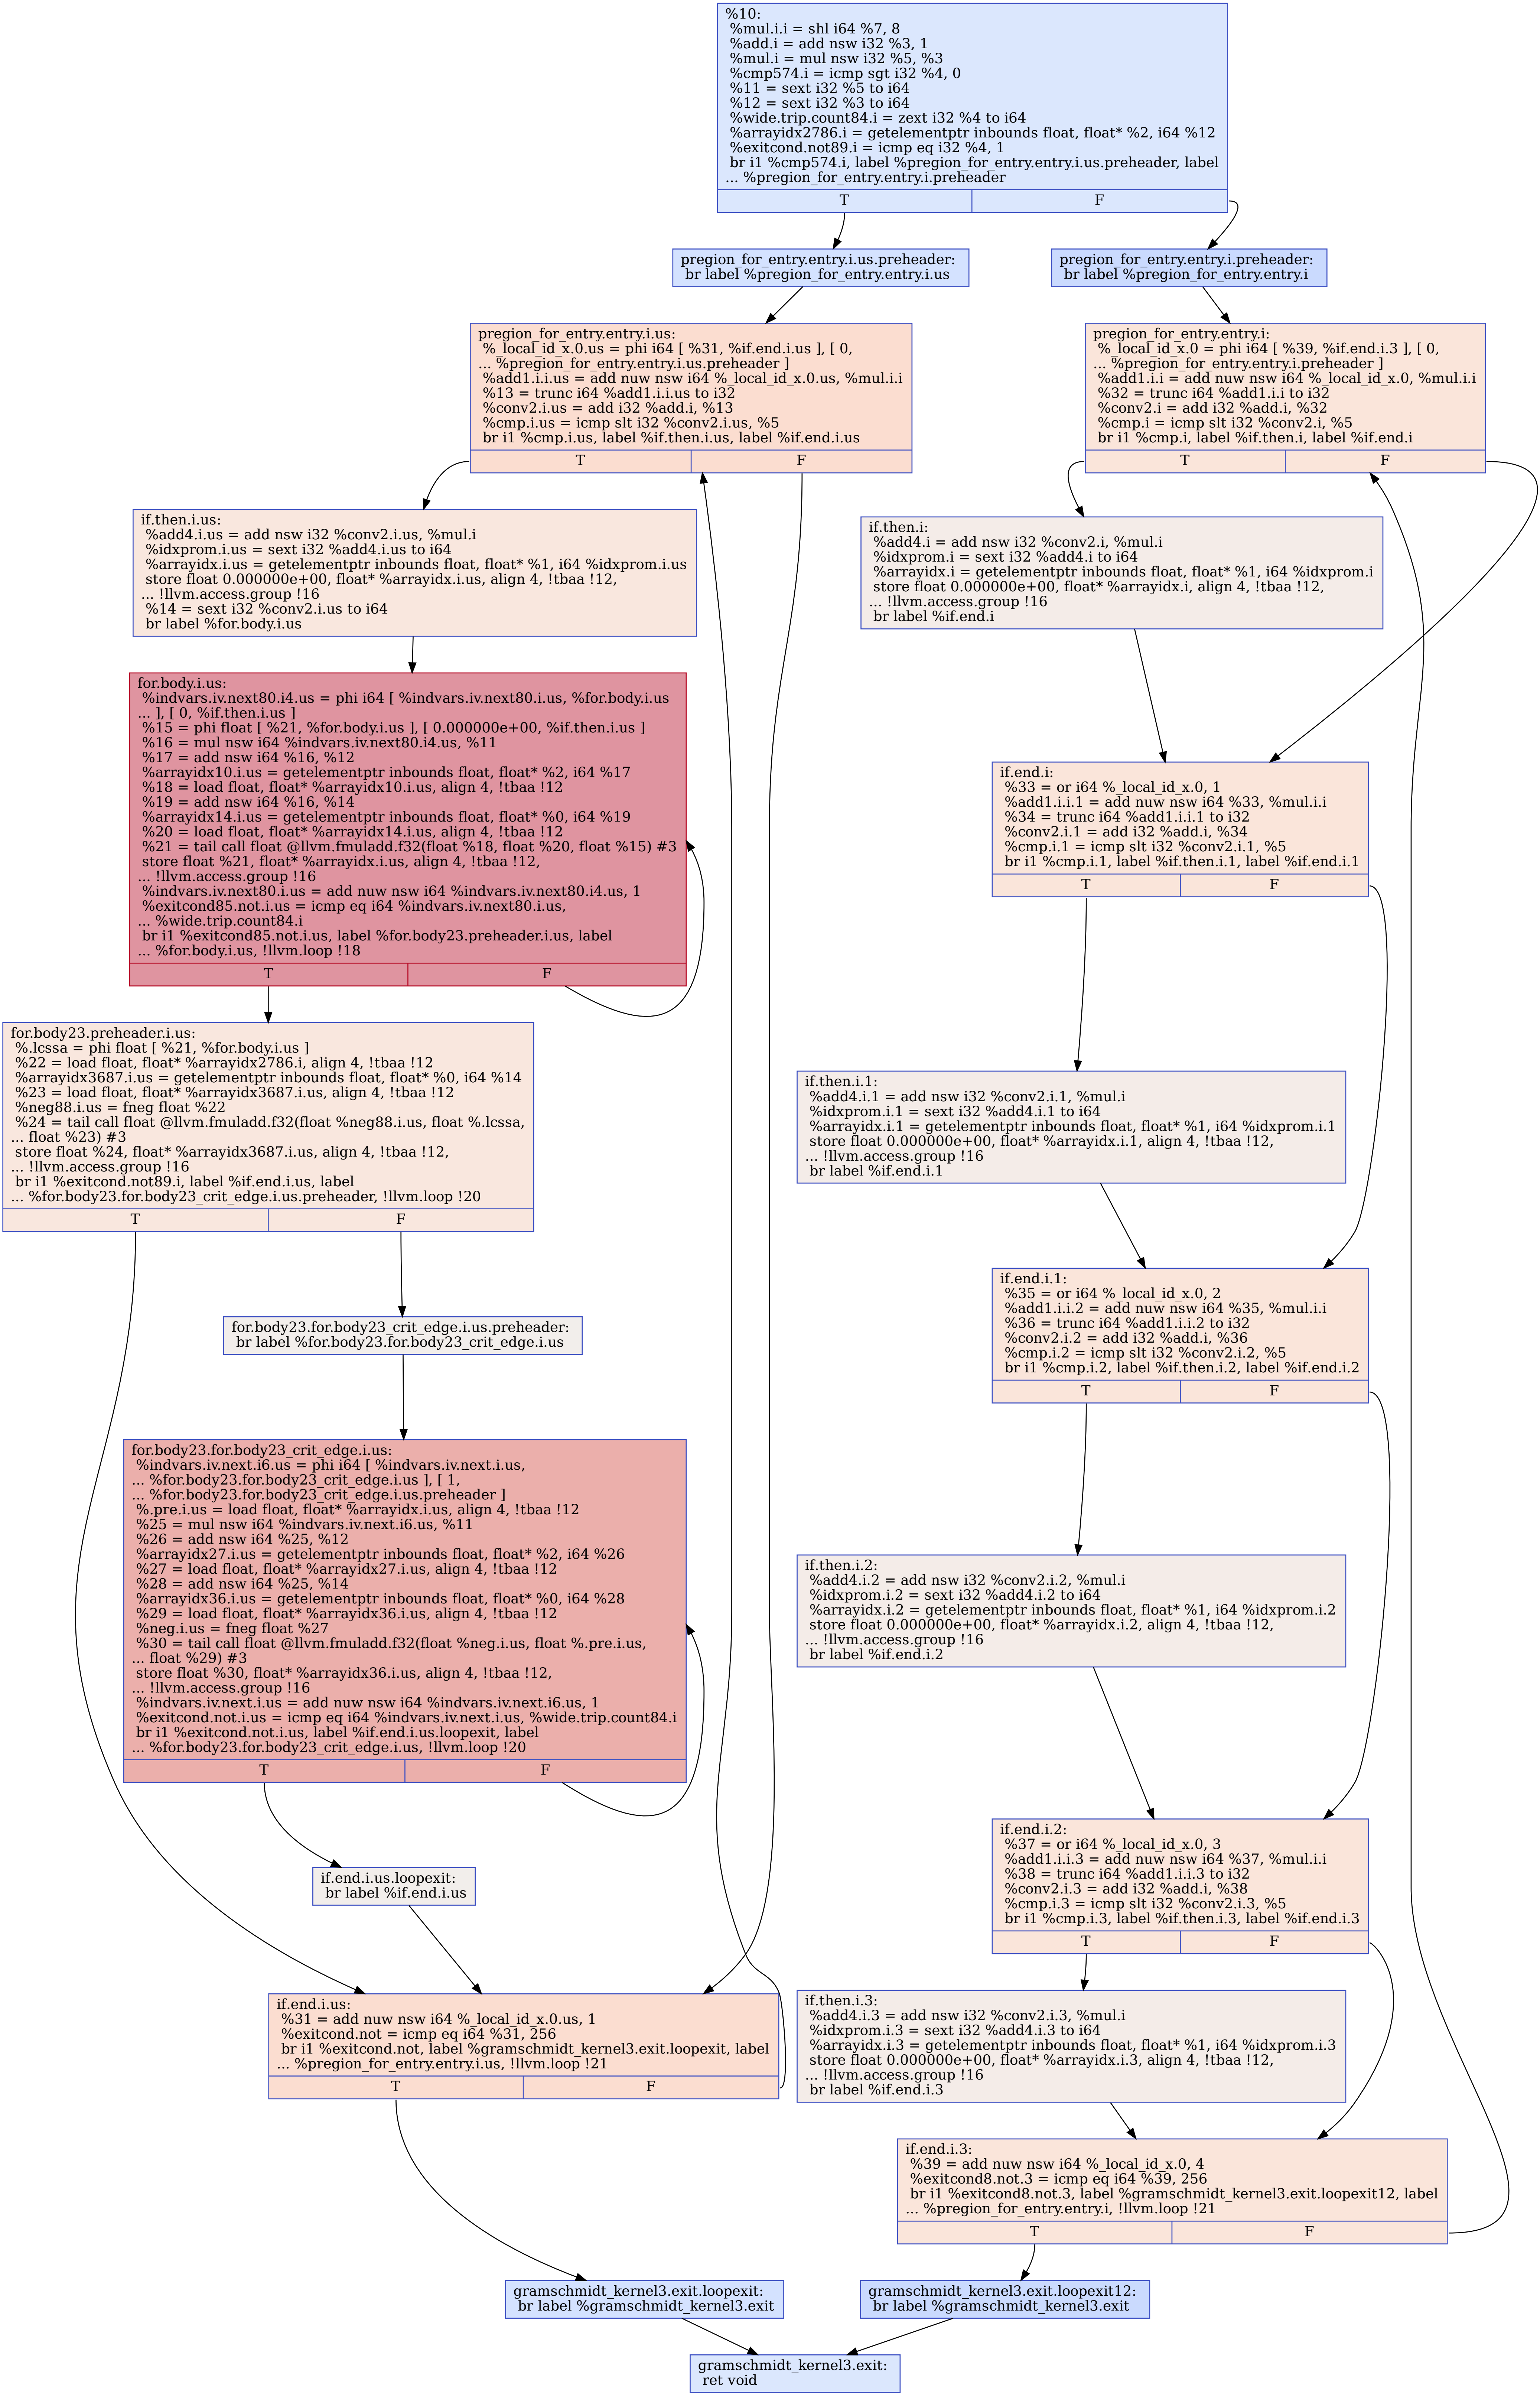 %10:
%mul.i.i = shl i64 %7, 8
%add.i = add nsw i32 %3, 1
%mul.i = mul nsw i32 %5, %3
%cmp574.i = icmp sgt i32 %4, 0
%11 = sext i32 %5 to i64
%12 = sext i32 %3 to i64
%wide.trip.count84.i = zext i32 %4 to i64
%arrayidx2786.i = getelementptr inbounds float, float* %2, i64 %12
%exitcond.not89.i = icmp eq i32 %4, 1
br i1 %cmp574.i, label %pregion_for_entry.entry.i.us.preheader, label
... %pregion_for_entry.entry.i.preheader
T
F
pregion_for_entry.entry.i.us.preheader:
br label %pregion_for_entry.entry.i.us
pregion_for_entry.entry.i.preheader:
br label %pregion_for_entry.entry.i
pregion_for_entry.entry.i.us:
%_local_id_x.0.us = phi i64 [ %31, %if.end.i.us ], [ 0,
... %pregion_for_entry.entry.i.us.preheader ]
%add1.i.i.us = add nuw nsw i64 %_local_id_x.0.us, %mul.i.i
%13 = trunc i64 %add1.i.i.us to i32
%conv2.i.us = add i32 %add.i, %13
%cmp.i.us = icmp slt i32 %conv2.i.us, %5
br i1 %cmp.i.us, label %if.then.i.us, label %if.end.i.us
T
F
pregion_for_entry.entry.i:
%_local_id_x.0 = phi i64 [ %39, %if.end.i.3 ], [ 0,
... %pregion_for_entry.entry.i.preheader ]
%add1.i.i = add nuw nsw i64 %_local_id_x.0, %mul.i.i
%32 = trunc i64 %add1.i.i to i32
%conv2.i = add i32 %add.i, %32
%cmp.i = icmp slt i32 %conv2.i, %5
br i1 %cmp.i, label %if.then.i, label %if.end.i
T
F
if.then.i.us:
%add4.i.us = add nsw i32 %conv2.i.us, %mul.i
%idxprom.i.us = sext i32 %add4.i.us to i64
%arrayidx.i.us = getelementptr inbounds float, float* %1, i64 %idxprom.i.us
store float 0.000000e+00, float* %arrayidx.i.us, align 4, !tbaa !12,
... !llvm.access.group !16
%14 = sext i32 %conv2.i.us to i64
br label %for.body.i.us
if.then.i:
%add4.i = add nsw i32 %conv2.i, %mul.i
%idxprom.i = sext i32 %add4.i to i64
%arrayidx.i = getelementptr inbounds float, float* %1, i64 %idxprom.i
store float 0.000000e+00, float* %arrayidx.i, align 4, !tbaa !12,
... !llvm.access.group !16
br label %if.end.i
for.body.i.us:
%indvars.iv.next80.i4.us = phi i64 [ %indvars.iv.next80.i.us, %for.body.i.us
... ], [ 0, %if.then.i.us ]
%15 = phi float [ %21, %for.body.i.us ], [ 0.000000e+00, %if.then.i.us ]
%16 = mul nsw i64 %indvars.iv.next80.i4.us, %11
%17 = add nsw i64 %16, %12
%arrayidx10.i.us = getelementptr inbounds float, float* %2, i64 %17
%18 = load float, float* %arrayidx10.i.us, align 4, !tbaa !12
%19 = add nsw i64 %16, %14
%arrayidx14.i.us = getelementptr inbounds float, float* %0, i64 %19
%20 = load float, float* %arrayidx14.i.us, align 4, !tbaa !12
%21 = tail call float @llvm.fmuladd.f32(float %18, float %20, float %15) #3
store float %21, float* %arrayidx.i.us, align 4, !tbaa !12,
... !llvm.access.group !16
%indvars.iv.next80.i.us = add nuw nsw i64 %indvars.iv.next80.i4.us, 1
%exitcond85.not.i.us = icmp eq i64 %indvars.iv.next80.i.us,
... %wide.trip.count84.i
br i1 %exitcond85.not.i.us, label %for.body23.preheader.i.us, label
... %for.body.i.us, !llvm.loop !18
T
F
if.end.i:
%33 = or i64 %_local_id_x.0, 1
%add1.i.i.1 = add nuw nsw i64 %33, %mul.i.i
%34 = trunc i64 %add1.i.i.1 to i32
%conv2.i.1 = add i32 %add.i, %34
%cmp.i.1 = icmp slt i32 %conv2.i.1, %5
br i1 %cmp.i.1, label %if.then.i.1, label %if.end.i.1
T
F
for.body23.preheader.i.us:
%.lcssa = phi float [ %21, %for.body.i.us ]
%22 = load float, float* %arrayidx2786.i, align 4, !tbaa !12
%arrayidx3687.i.us = getelementptr inbounds float, float* %0, i64 %14
%23 = load float, float* %arrayidx3687.i.us, align 4, !tbaa !12
%neg88.i.us = fneg float %22
%24 = tail call float @llvm.fmuladd.f32(float %neg88.i.us, float %.lcssa,
... float %23) #3
store float %24, float* %arrayidx3687.i.us, align 4, !tbaa !12,
... !llvm.access.group !16
br i1 %exitcond.not89.i, label %if.end.i.us, label
... %for.body23.for.body23_crit_edge.i.us.preheader, !llvm.loop !20
T
F
if.then.i.1:
%add4.i.1 = add nsw i32 %conv2.i.1, %mul.i
%idxprom.i.1 = sext i32 %add4.i.1 to i64
%arrayidx.i.1 = getelementptr inbounds float, float* %1, i64 %idxprom.i.1
store float 0.000000e+00, float* %arrayidx.i.1, align 4, !tbaa !12,
... !llvm.access.group !16
br label %if.end.i.1
for.body23.for.body23_crit_edge.i.us.preheader:
br label %for.body23.for.body23_crit_edge.i.us
if.end.i.1:
%35 = or i64 %_local_id_x.0, 2
%add1.i.i.2 = add nuw nsw i64 %35, %mul.i.i
%36 = trunc i64 %add1.i.i.2 to i32
%conv2.i.2 = add i32 %add.i, %36
%cmp.i.2 = icmp slt i32 %conv2.i.2, %5
br i1 %cmp.i.2, label %if.then.i.2, label %if.end.i.2
T
F
for.body23.for.body23_crit_edge.i.us:
%indvars.iv.next.i6.us = phi i64 [ %indvars.iv.next.i.us,
... %for.body23.for.body23_crit_edge.i.us ], [ 1,
... %for.body23.for.body23_crit_edge.i.us.preheader ]
%.pre.i.us = load float, float* %arrayidx.i.us, align 4, !tbaa !12
%25 = mul nsw i64 %indvars.iv.next.i6.us, %11
%26 = add nsw i64 %25, %12
%arrayidx27.i.us = getelementptr inbounds float, float* %2, i64 %26
%27 = load float, float* %arrayidx27.i.us, align 4, !tbaa !12
%28 = add nsw i64 %25, %14
%arrayidx36.i.us = getelementptr inbounds float, float* %0, i64 %28
%29 = load float, float* %arrayidx36.i.us, align 4, !tbaa !12
%neg.i.us = fneg float %27
%30 = tail call float @llvm.fmuladd.f32(float %neg.i.us, float %.pre.i.us,
... float %29) #3
store float %30, float* %arrayidx36.i.us, align 4, !tbaa !12,
... !llvm.access.group !16
%indvars.iv.next.i.us = add nuw nsw i64 %indvars.iv.next.i6.us, 1
%exitcond.not.i.us = icmp eq i64 %indvars.iv.next.i.us, %wide.trip.count84.i
br i1 %exitcond.not.i.us, label %if.end.i.us.loopexit, label
... %for.body23.for.body23_crit_edge.i.us, !llvm.loop !20
T
F
if.then.i.2:
%add4.i.2 = add nsw i32 %conv2.i.2, %mul.i
%idxprom.i.2 = sext i32 %add4.i.2 to i64
%arrayidx.i.2 = getelementptr inbounds float, float* %1, i64 %idxprom.i.2
store float 0.000000e+00, float* %arrayidx.i.2, align 4, !tbaa !12,
... !llvm.access.group !16
br label %if.end.i.2
if.end.i.2:
%37 = or i64 %_local_id_x.0, 3
%add1.i.i.3 = add nuw nsw i64 %37, %mul.i.i
%38 = trunc i64 %add1.i.i.3 to i32
%conv2.i.3 = add i32 %add.i, %38
%cmp.i.3 = icmp slt i32 %conv2.i.3, %5
br i1 %cmp.i.3, label %if.then.i.3, label %if.end.i.3
T
F
if.end.i.us.loopexit:
br label %if.end.i.us
if.end.i.us:
%31 = add nuw nsw i64 %_local_id_x.0.us, 1
%exitcond.not = icmp eq i64 %31, 256
br i1 %exitcond.not, label %gramschmidt_kernel3.exit.loopexit, label
... %pregion_for_entry.entry.i.us, !llvm.loop !21
T
F
if.then.i.3:
%add4.i.3 = add nsw i32 %conv2.i.3, %mul.i
%idxprom.i.3 = sext i32 %add4.i.3 to i64
%arrayidx.i.3 = getelementptr inbounds float, float* %1, i64 %idxprom.i.3
store float 0.000000e+00, float* %arrayidx.i.3, align 4, !tbaa !12,
... !llvm.access.group !16
br label %if.end.i.3
if.end.i.3:
%39 = add nuw nsw i64 %_local_id_x.0, 4
%exitcond8.not.3 = icmp eq i64 %39, 256
br i1 %exitcond8.not.3, label %gramschmidt_kernel3.exit.loopexit12, label
... %pregion_for_entry.entry.i, !llvm.loop !21
T
F
gramschmidt_kernel3.exit.loopexit:
br label %gramschmidt_kernel3.exit
gramschmidt_kernel3.exit.loopexit12:
br label %gramschmidt_kernel3.exit
gramschmidt_kernel3.exit:
ret void